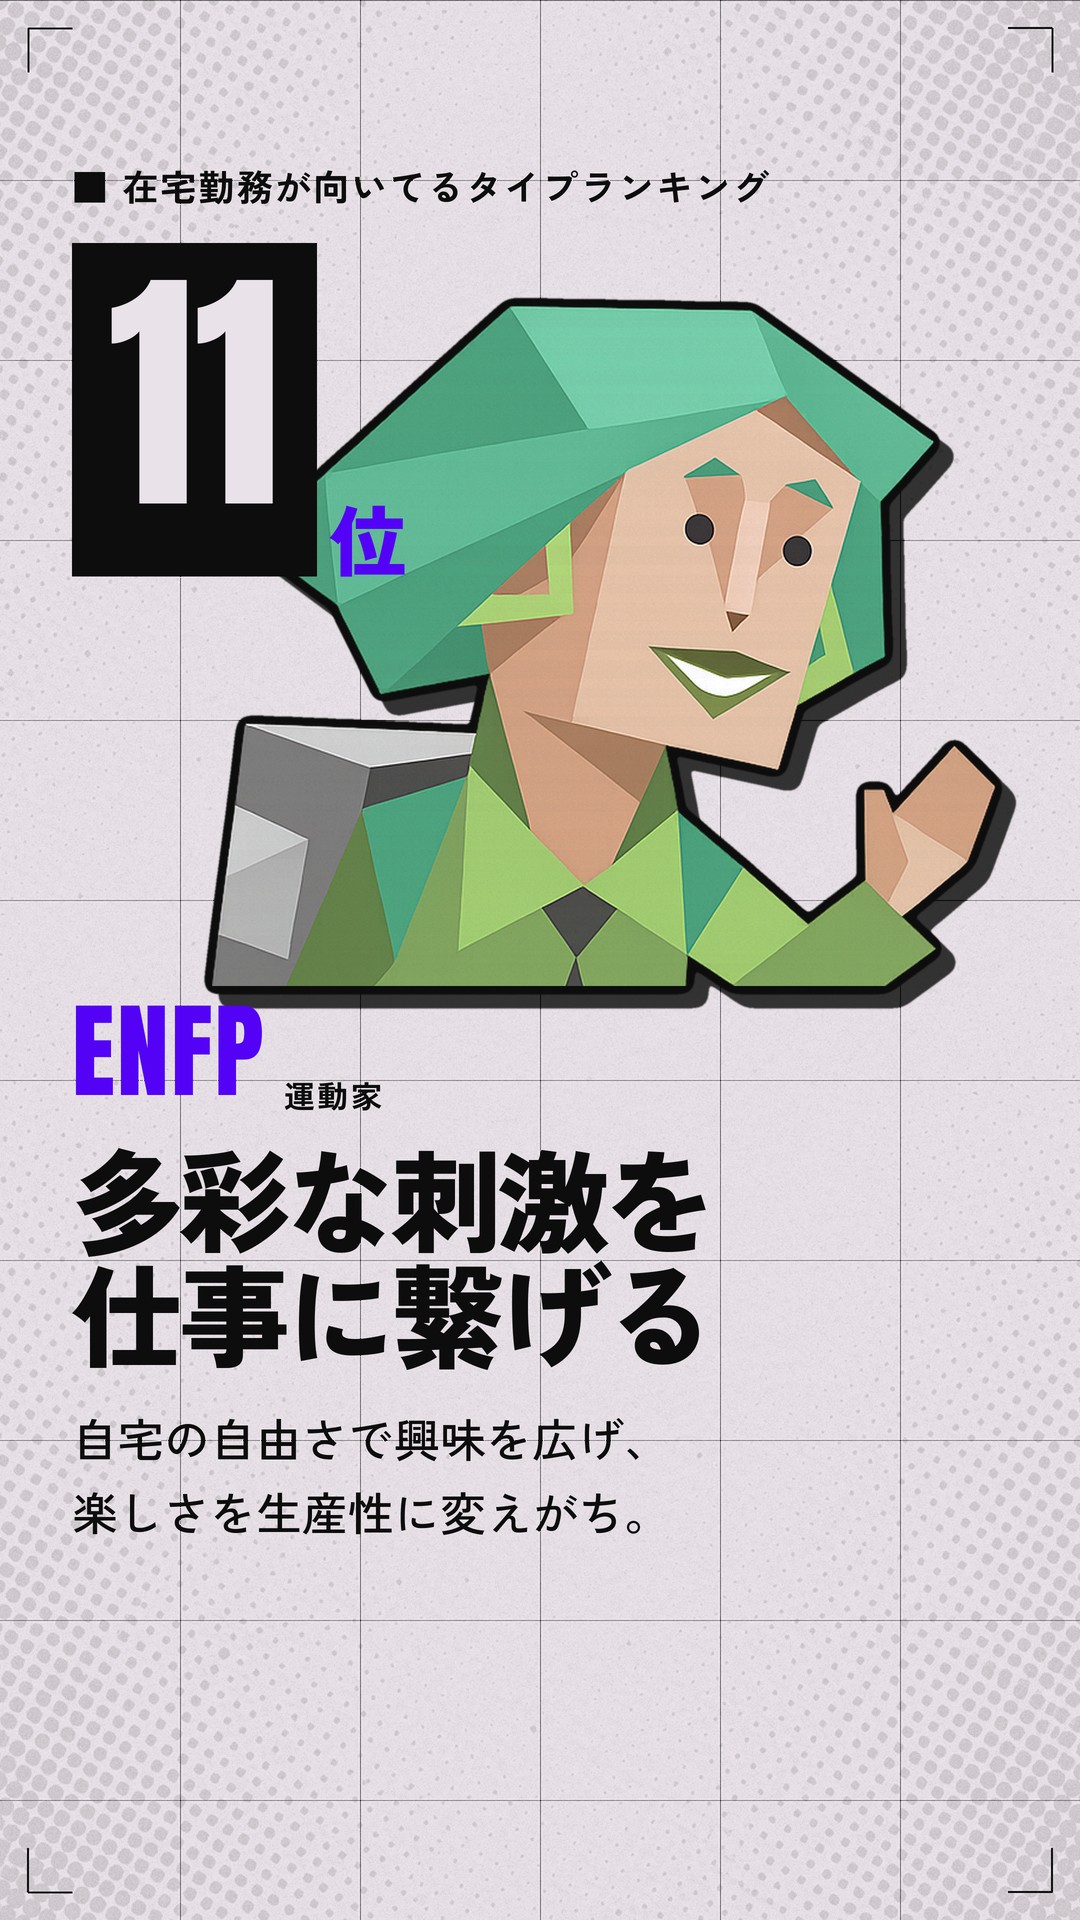 ■ 在宅勤務が向いてるタイプランキング
11位
ENFP 運動家
多彩な刺激を
仕事に繋げる
自宅の自由さで興味を広げ、
楽しさを生産性に変えがち。